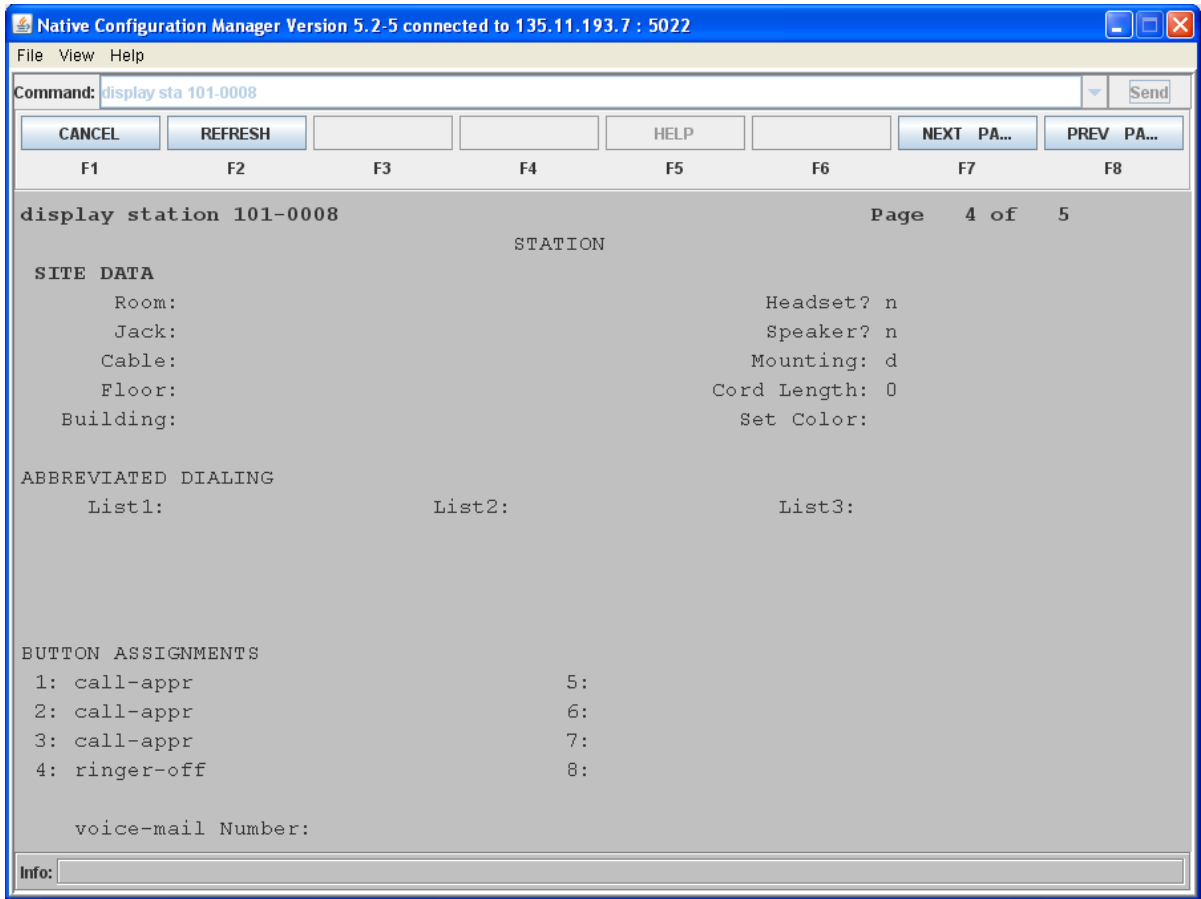 Native Configuration Manager Version 5.2-5 connected to 135.11.193.7 : 5022
File View Help
Command: display sta 101-0008 Send
CANCEL REFRESH HELP NEXT PA... PREV PA...
F1 F2 F3 F4 F5 F6 F7 F8
display station 101-0008 Page 4 of 5
STATION
SITE DATA
Room: Headset? n
Jack: Speaker? n
Cable: Mounting: d
Floor: Cord Length: 0
Building: Set Color:
ABBREVIATED DIALING
List1: List2: List3:
BUTTON ASSIGNMENTS
1: call-appr 5:
2: call-appr 6:
3: call-appr 7:
4: ringer-off 8:
voice-mail Number:
Info: